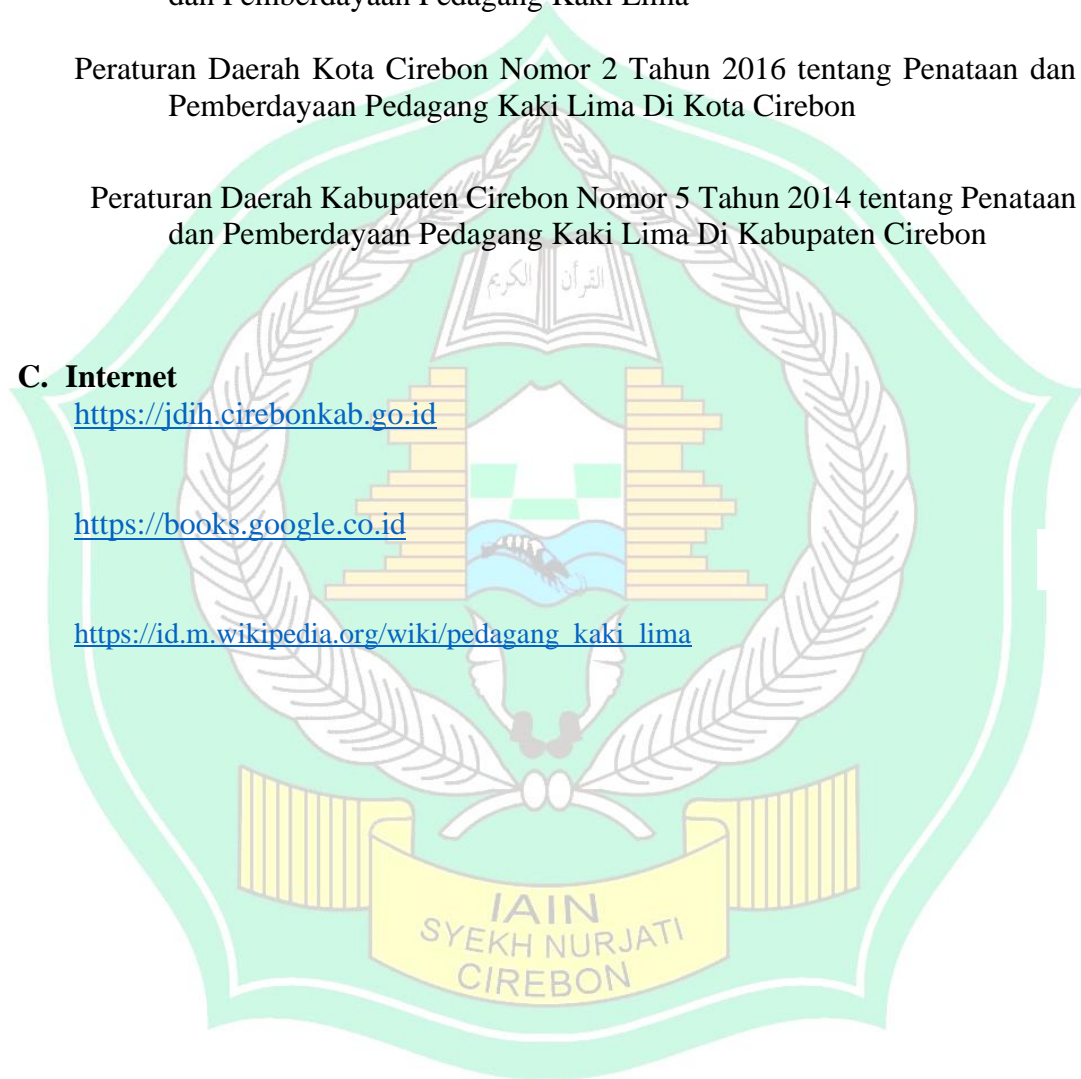 dan Pemberdayaan Pedagang Kaki Lima
Peraturan Daerah Kota Cirebon Nomor 2 Tahun 2016 tentang Penataan dan
Pemberdayaan Pedagang Kaki Lima Di Kota Cirebon
Peraturan Daerah Kabupaten Cirebon Nomor 5 Tahun 2014 tentang Penataan
dan Pemberdayaan Pedagang Kaki Lima Di Kabupaten Cirebon
القرأن الكريم
C. Internet
https://jdih.cirebonkab.go.id
https://books.google.co.id
https://id.m.wikipedia.org/wiki/pedagang_kaki_lima
IAIN
SYEKH NURJATI
CIREBON